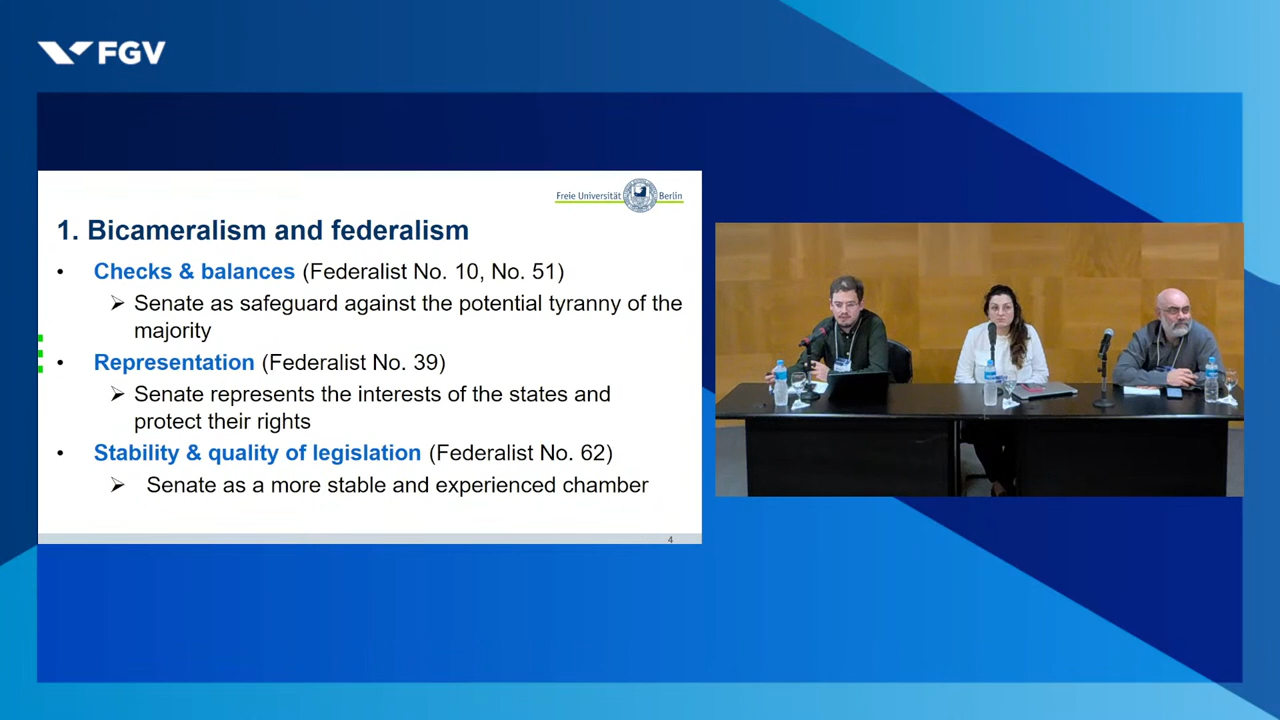 FGV
Freie Universität Berlin
1. Bicameralism and federalism
• Checks & balances (Federalist No. 10, No. 51)
➢ Senate as safeguard against the potential tyranny of the
majority
• Representation (Federalist No. 39)
➢ Senate represents the interests of the states and
protect their rights
• Stability & quality of legislation (Federalist No. 62)
➢ Senate as a more stable and experienced chamber
4